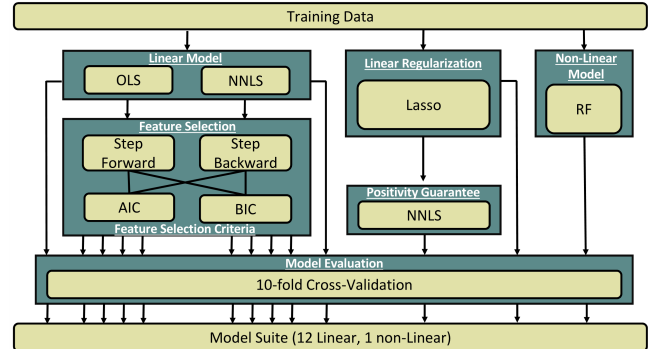 Training Data
Linear Model
OLS
NNLS
Linear Regularization
Lasso
Non-Linear
Model
RF
Feature Selection
Step
Forward
Step
Backward
AIC
BIC
Feature Selection Criteria
Positivity Guarantee
NNLS
Model Evaluation
10-fold Cross-Validation
Model Suite (12 Linear, 1 non-Linear)